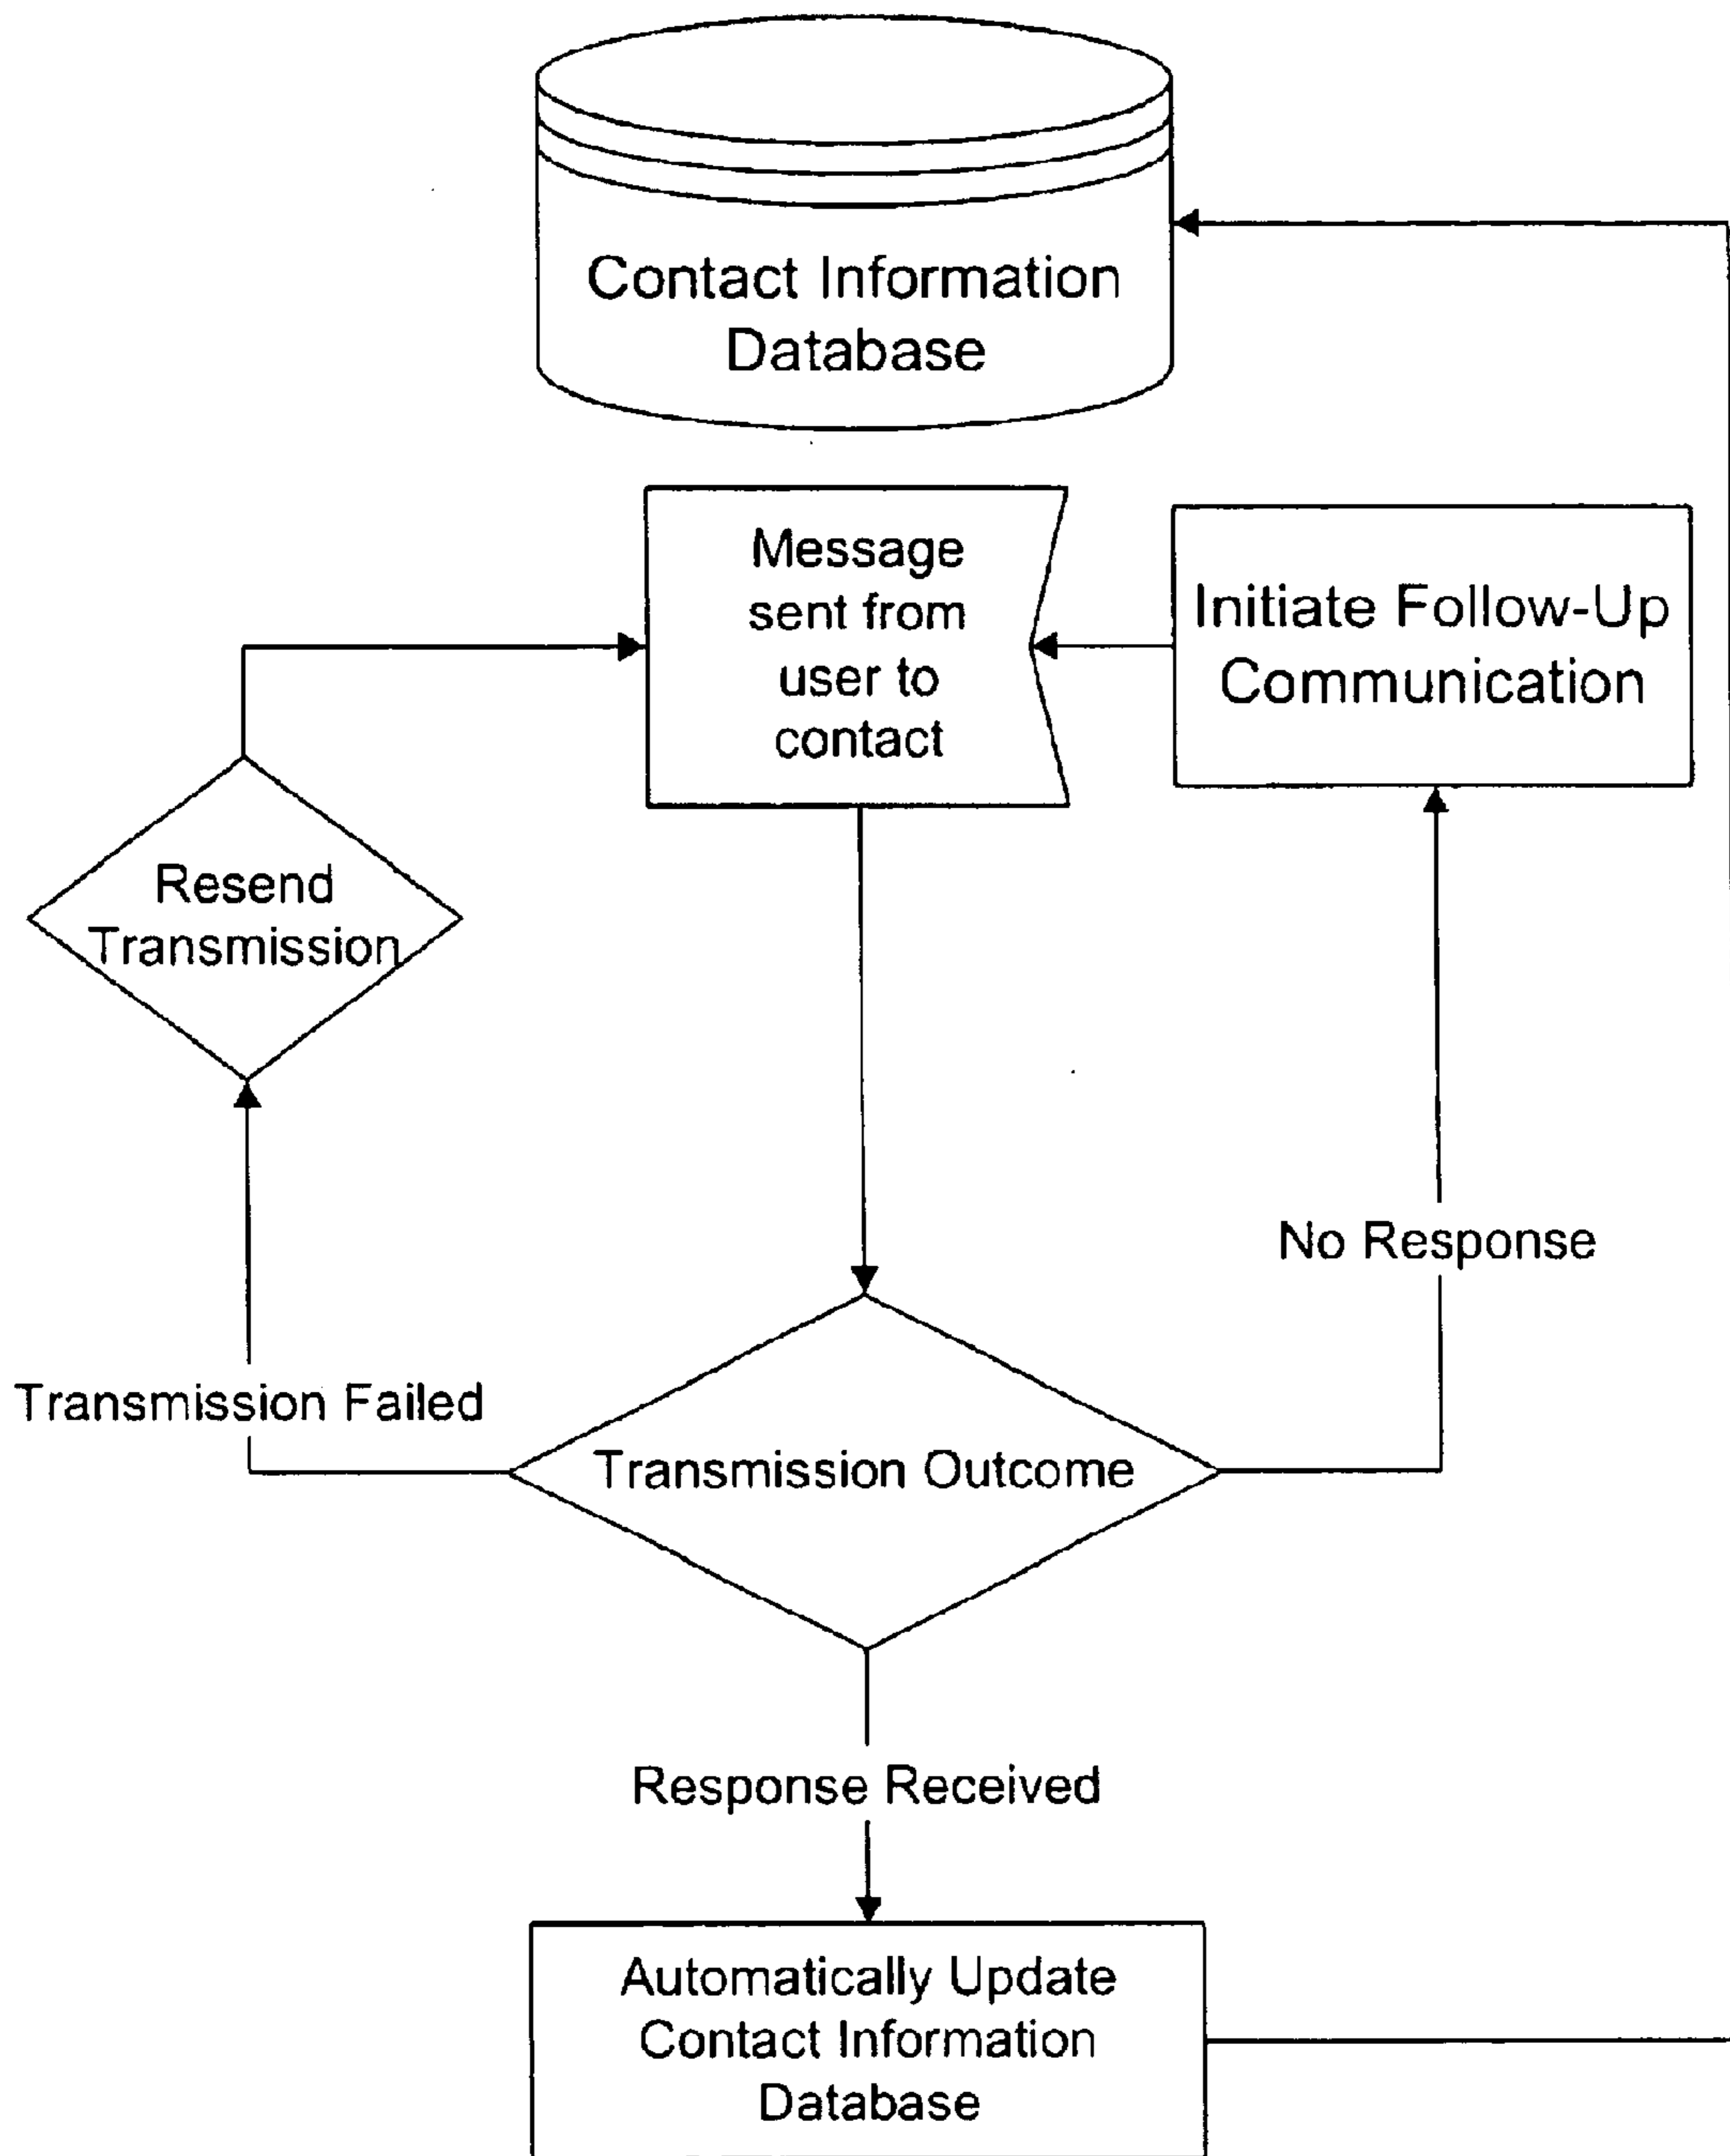 Contact Information
Database
Message
sent from
user to
contact
Initiate Follow-Up
Communication
Resend
Transmission
No Response
Transmission Failed
Transmission Outcome
Response Received
Automatically Update
Contact Information
Database